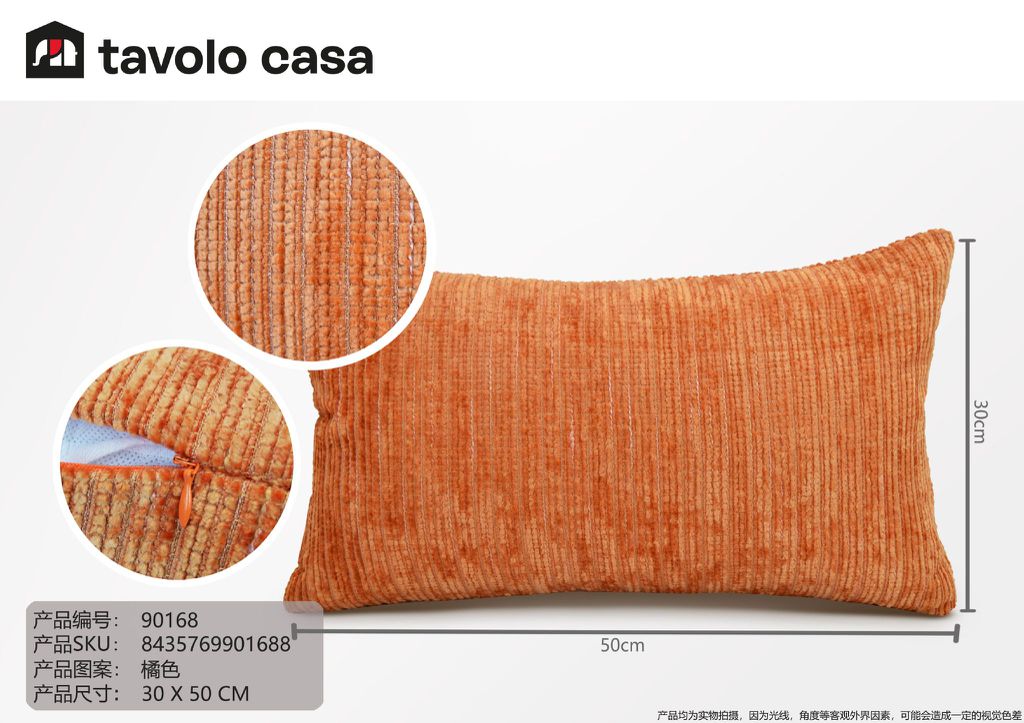 tavolo casa
30cm
50cm
产品编号： 90168
产品SKU： 8435769901688
产品图案： 橘色
产品尺寸： 30 X 50 CM
产品均为实物拍摄，因为光线，角度等客观外界因素，可能会造成一定的视觉色差